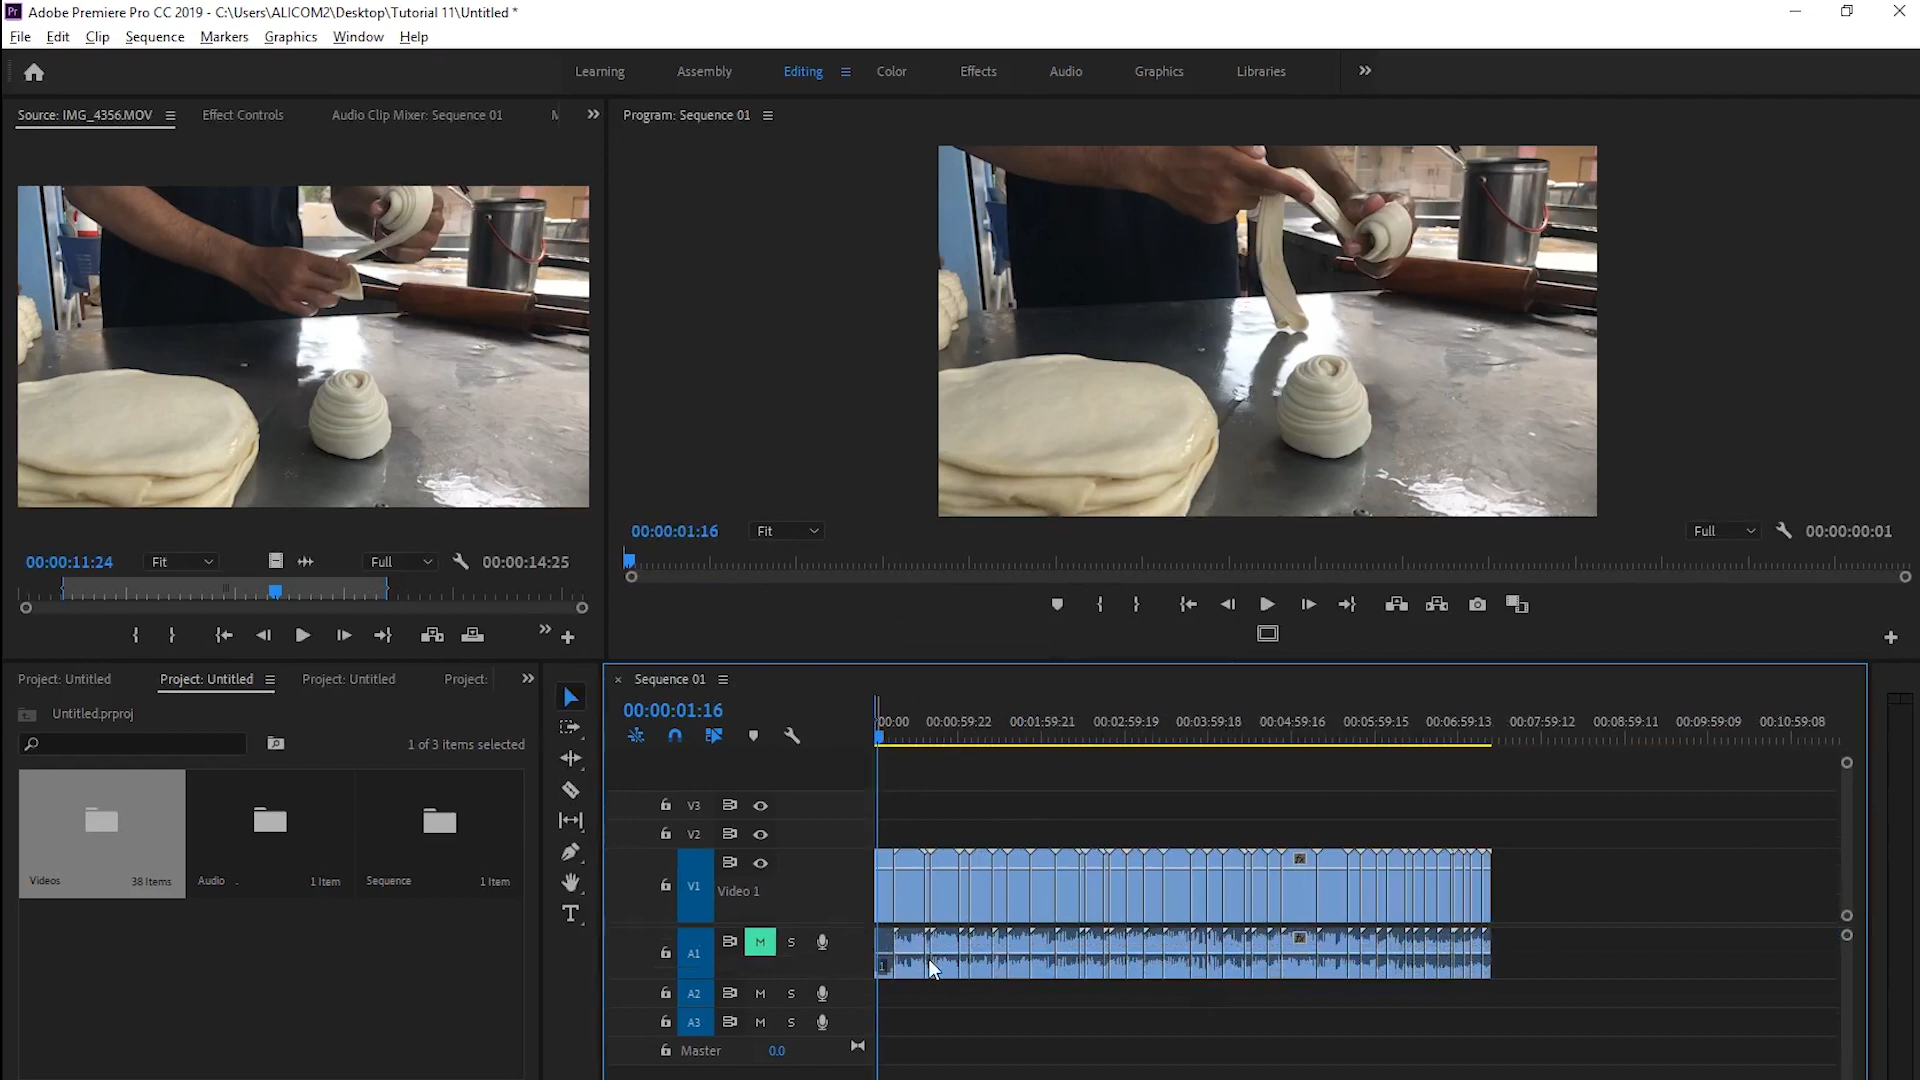 Pr Adobe Premiere Pro CC 2019 - C:\Users\ALICOM2\Desktop\Tutorial 11\Untitled *
File Edit Clip Sequence Markers Graphics Window Help
Learning Assembly Editing Color Effects Audio Graphics Libraries
Source: IMG_4356.MOV Effect Controls Audio Clip Mixer: Sequence 01
Program: Sequence 01
00:00:01:16 Fit Full 00:00:00:01
00:00:11:24 Fit Full 00:00:14:25
Project: Untitled Project: Untitled Project: Untitled Project:
Untitled.prproj
1 of 3 items selected
Videos 38 Items Audio 1 Item Sequence 1 Item
Sequence 01
00:00:01:16
:00:00 00:00:59:22 00:01:59:21 00:02:59:19 00:03:59:18 00:04:59:16 00:05:59:15 00:06:59:13 00:07:59:12 00:08:59:11 00:09:59:09 00:10:59:08
V3
V2
V1 Video 1
A1 M S
A2 M S
A3 M S
Master 0.0